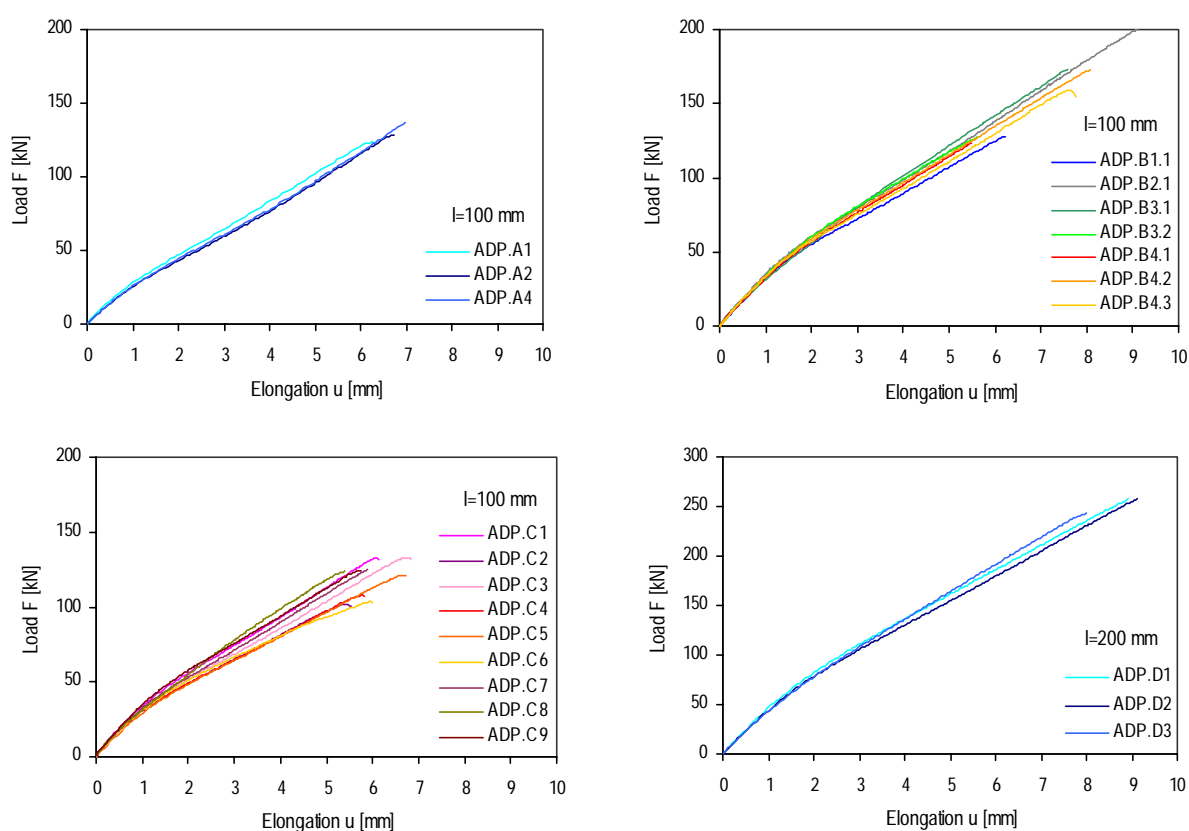 200
150
100
50
0
Load F [kN]
0 1 2 3 4 5 6 7 8 9 10
Elongation u [mm]
l=100 mm
ADP.A1
ADP.A2
ADP.A4
200
150
100
50
0
Load F [kN]
0 1 2 3 4 5 6 7 8 9 10
Elongation u [mm]
l=100 mm
ADP.B1.1
ADP.B2.1
ADP.B3.1
ADP.B3.2
ADP.B4.1
ADP.B4.2
ADP.B4.3
200
150
100
50
0
Load F [kN]
0 1 2 3 4 5 6 7 8 9 10
Elongation u [mm]
l=100 mm
ADP.C1
ADP.C2
ADP.C3
ADP.C4
ADP.C5
ADP.C6
ADP.C7
ADP.C8
ADP.C9
300
250
200
150
100
50
0
Load F [kN]
0 1 2 3 4 5 6 7 8 9 10
Elongation u [mm]
l=200 mm
ADP.D1
ADP.D2
ADP.D3